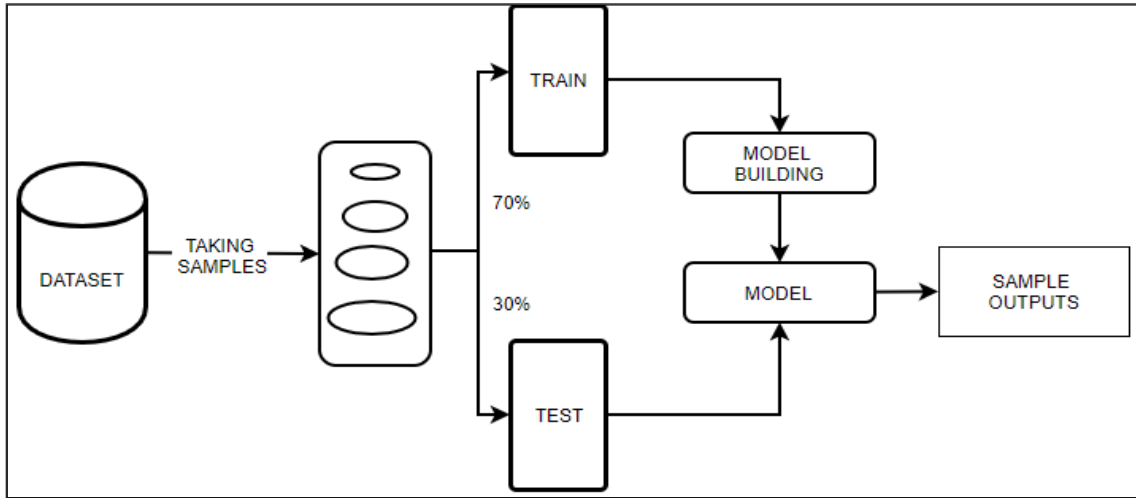 DATASET
TAKING
SAMPLES
70%
30%
TRAIN
TEST
MODEL
BUILDING
MODEL
SAMPLE
OUTPUTS